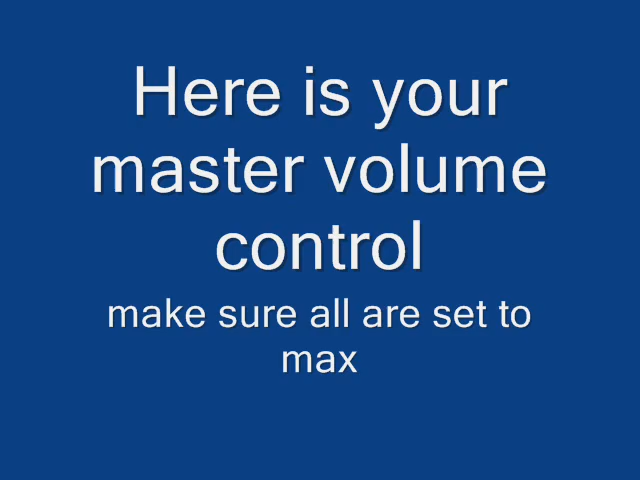 Here is your
master volume
control
make sure all are set to
max